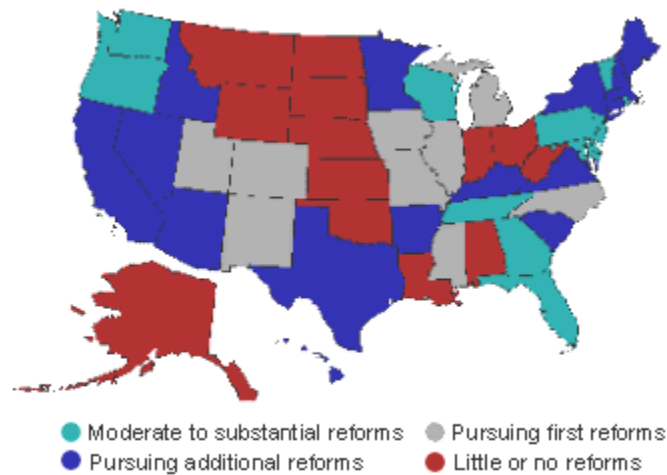 Moderate to substantial reforms
Pursuing first reforms
Pursuing additional reforms
Little or no reforms